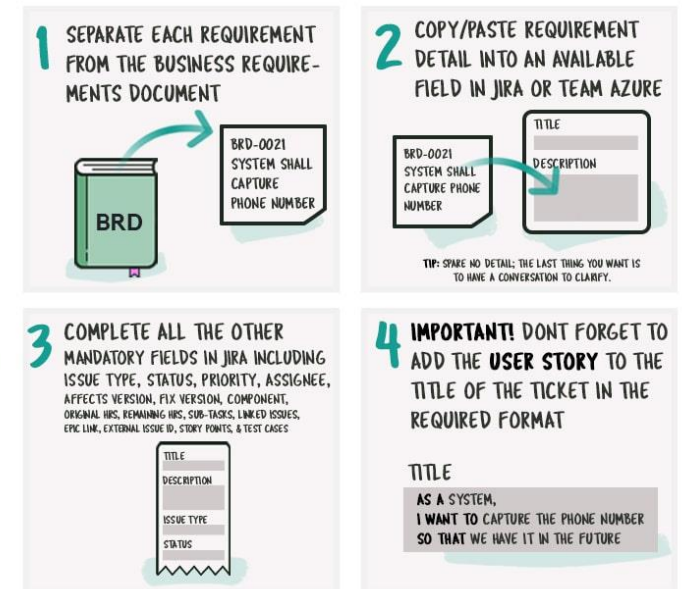 1
SEPARATE EACH REQUIREMENT
FROM THE BUSINESS REQUIRE-
MENTS DOCUMENT
BRD
BRD-0021
SYSTEM SHALL
CAPTURE
PHONE NUMBER
2
COPY/PASTE REQUIREMENT
DETAIL INTO AN AVAILABLE
FIELD IN JIRA OR TEAM AZURE
BRD-0021
SYSTEM SHALL
CAPTURE PHONE
NUMBER
TITLE
DESCRIPTION
TIP: SPARE NO DETAIL; THE LAST THING YOU WANT IS
TO HAVE A CONVERSATION TO CLARIFY.
3
COMPLETE ALL THE OTHER
MANDATORY FIELDS IN JIRA INCLUDING
ISSUE TYPE, STATUS, PRIORITY, ASSIGNEE,
AFFECTS VERSION, FIX VERSION, COMPONENT,
ORIGINAL HRS, REMAINING HRS, SUB-TASKS, LINKED ISSUES,
EPIC LINK, EXTERNAL ISSUE ID, STORY POINTS, & TEST CASES
TITLE
DESCRIPTION
ISSUE TYPE
STATUS
4
IMPORTANT! DONT FORGET TO
ADD THE USER STORY TO THE
TITLE OF THE TICKET IN THE
REQUIRED FORMAT
TITLE
AS A SYSTEM,
I WANT TO CAPTURE THE PHONE NUMBER
SO THAT WE HAVE IT IN THE FUTURE